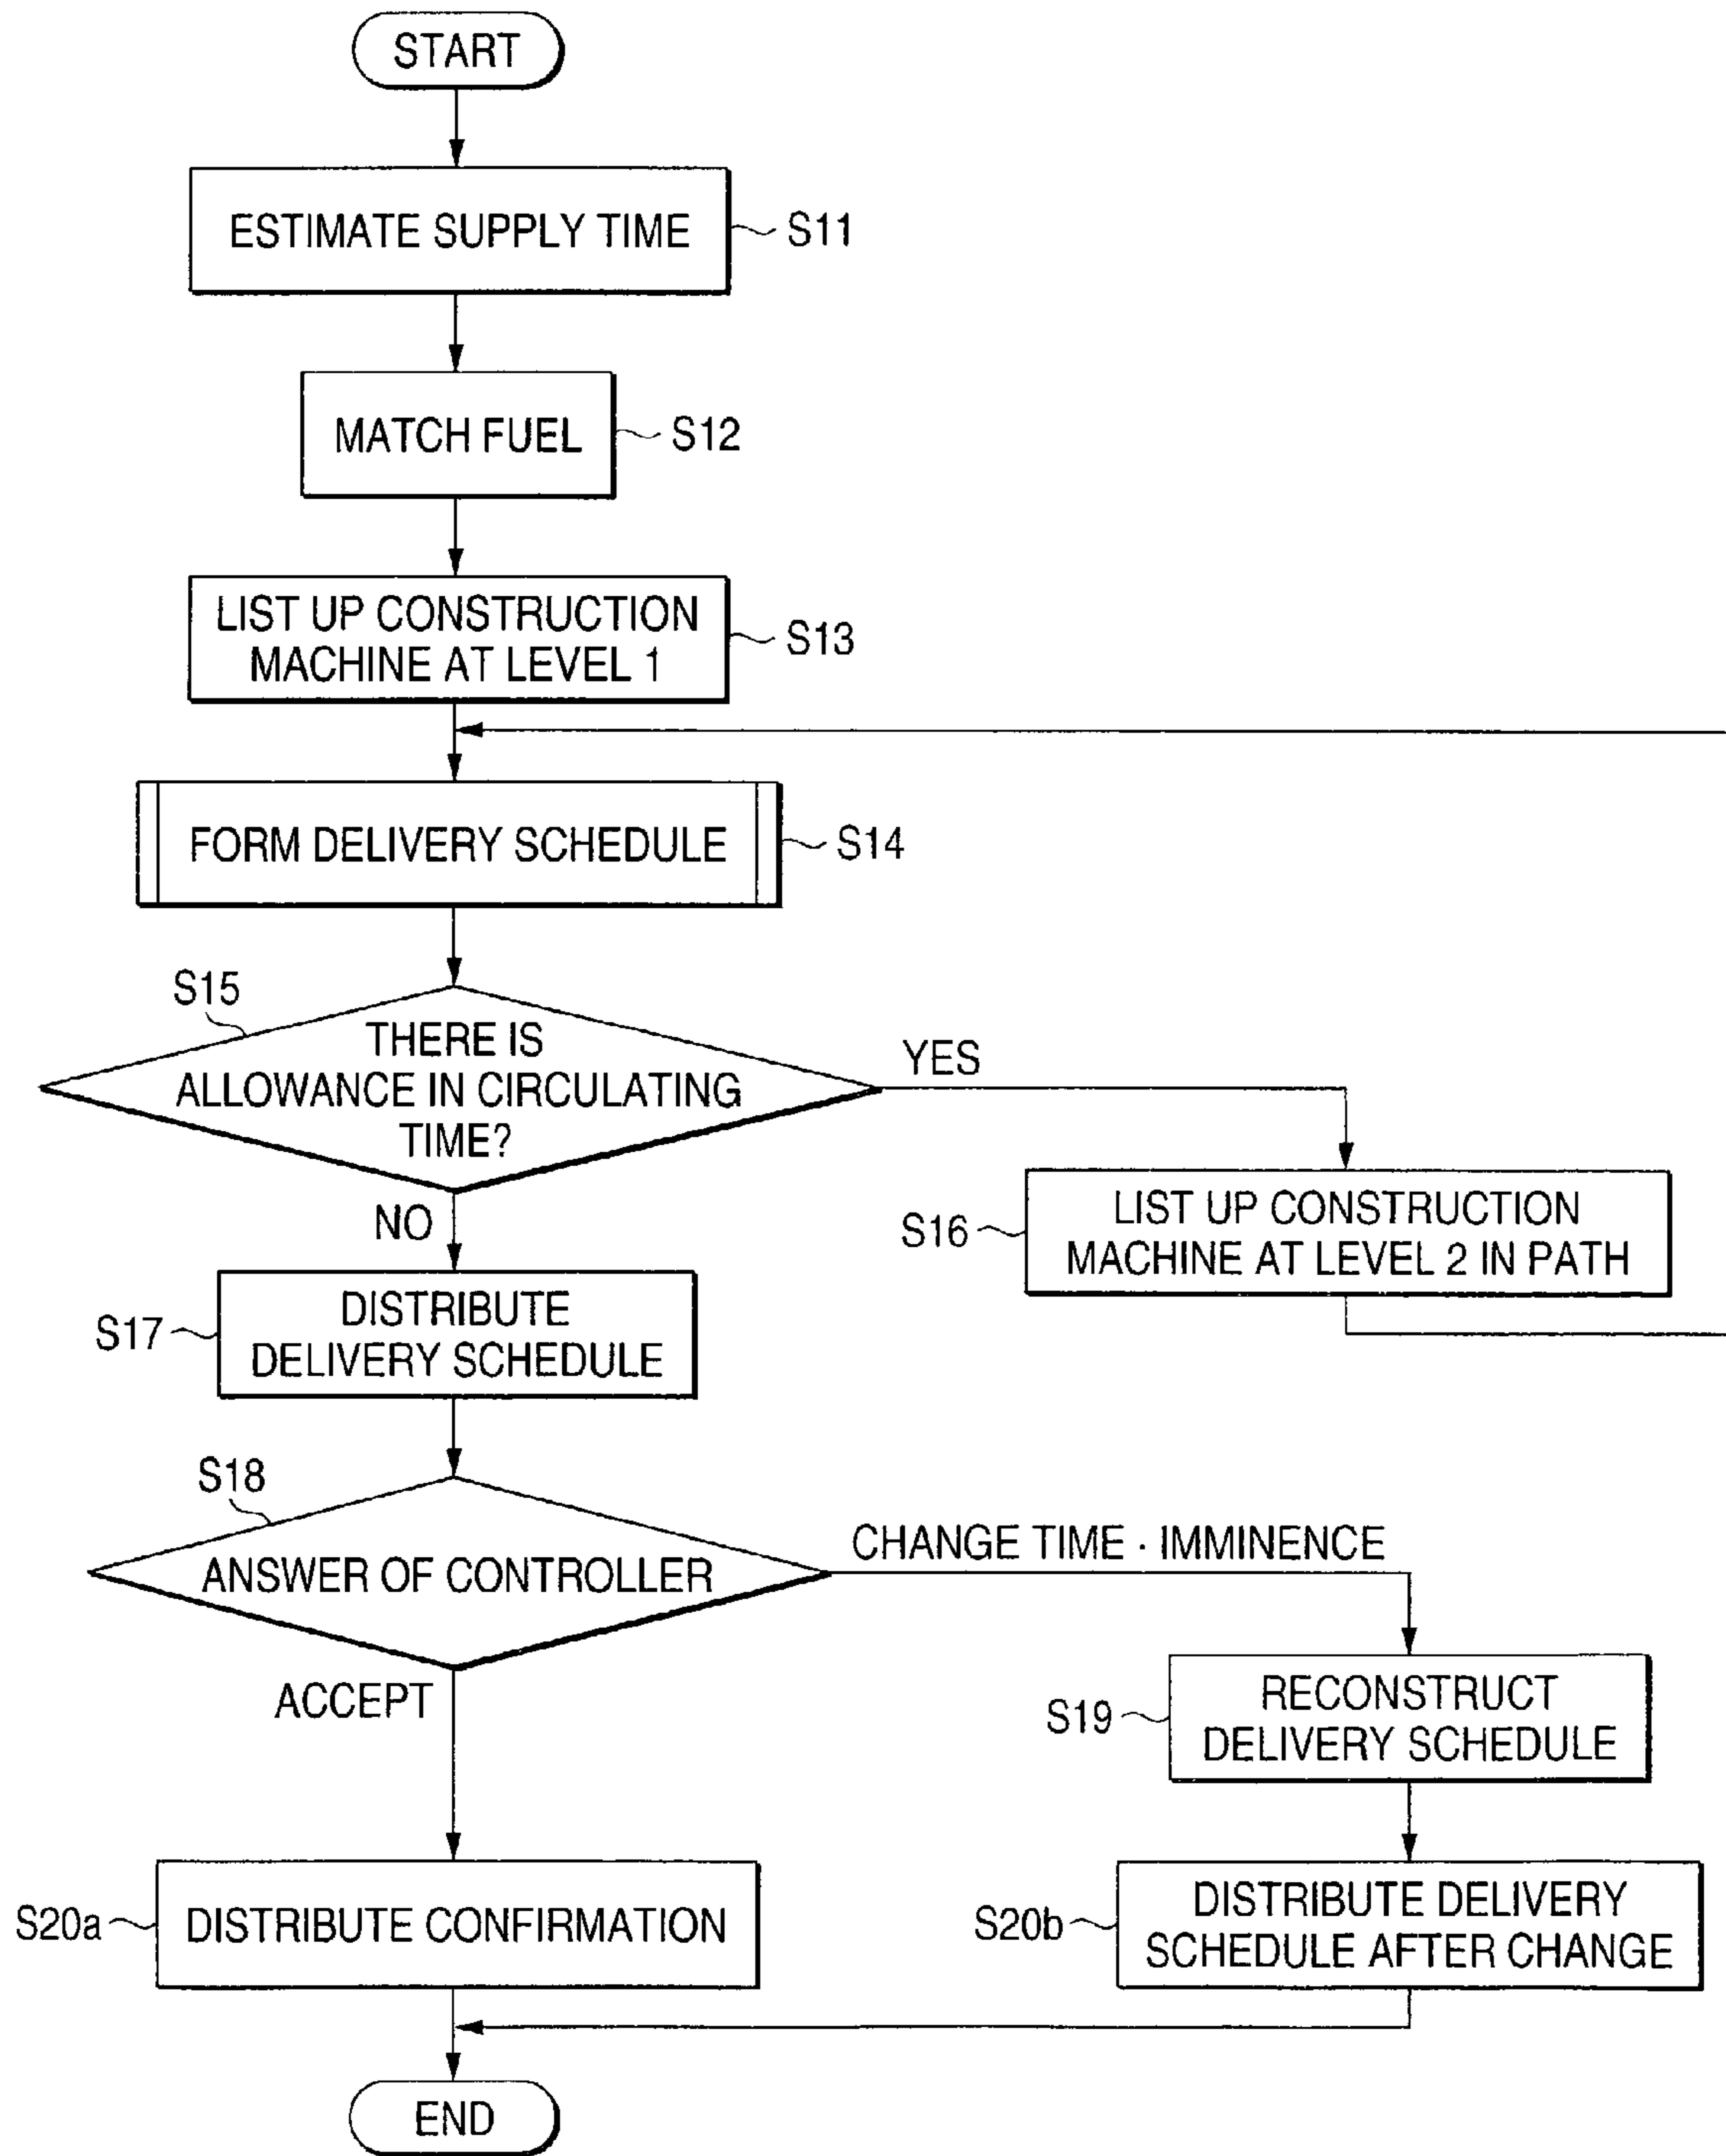 START
ESTIMATE SUPPLY TIME
S11
MATCH FUEL
S12
LIST UP CONSTRUCTION
MACHINE AT LEVEL 1
S13
FORM DELIVERY SCHEDULE
S14
S15
THERE IS
ALLOWANCE IN CIRCULATING
TIME?
YES
NO
S16
LIST UP CONSTRUCTION
MACHINE AT LEVEL 2 IN PATH
S17
DISTRIBUTE
DELIVERY SCHEDULE
S18
ANSWER OF CONTROLLER
CHANGE TIME · IMMINENCE
ACCEPT
S19
RECONSTRUCT
DELIVERY SCHEDULE
S20a
DISTRIBUTE CONFIRMATION
S20b
DISTRIBUTE DELIVERY
SCHEDULE AFTER CHANGE
END